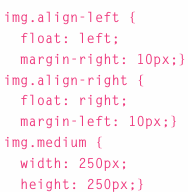 img.align-left {
  float: left;
  margin-right: 10px;}
img.align-right {
  float: right;
  margin-left: 10px;}
img.medium {
  width: 250px;
  height: 250px;}